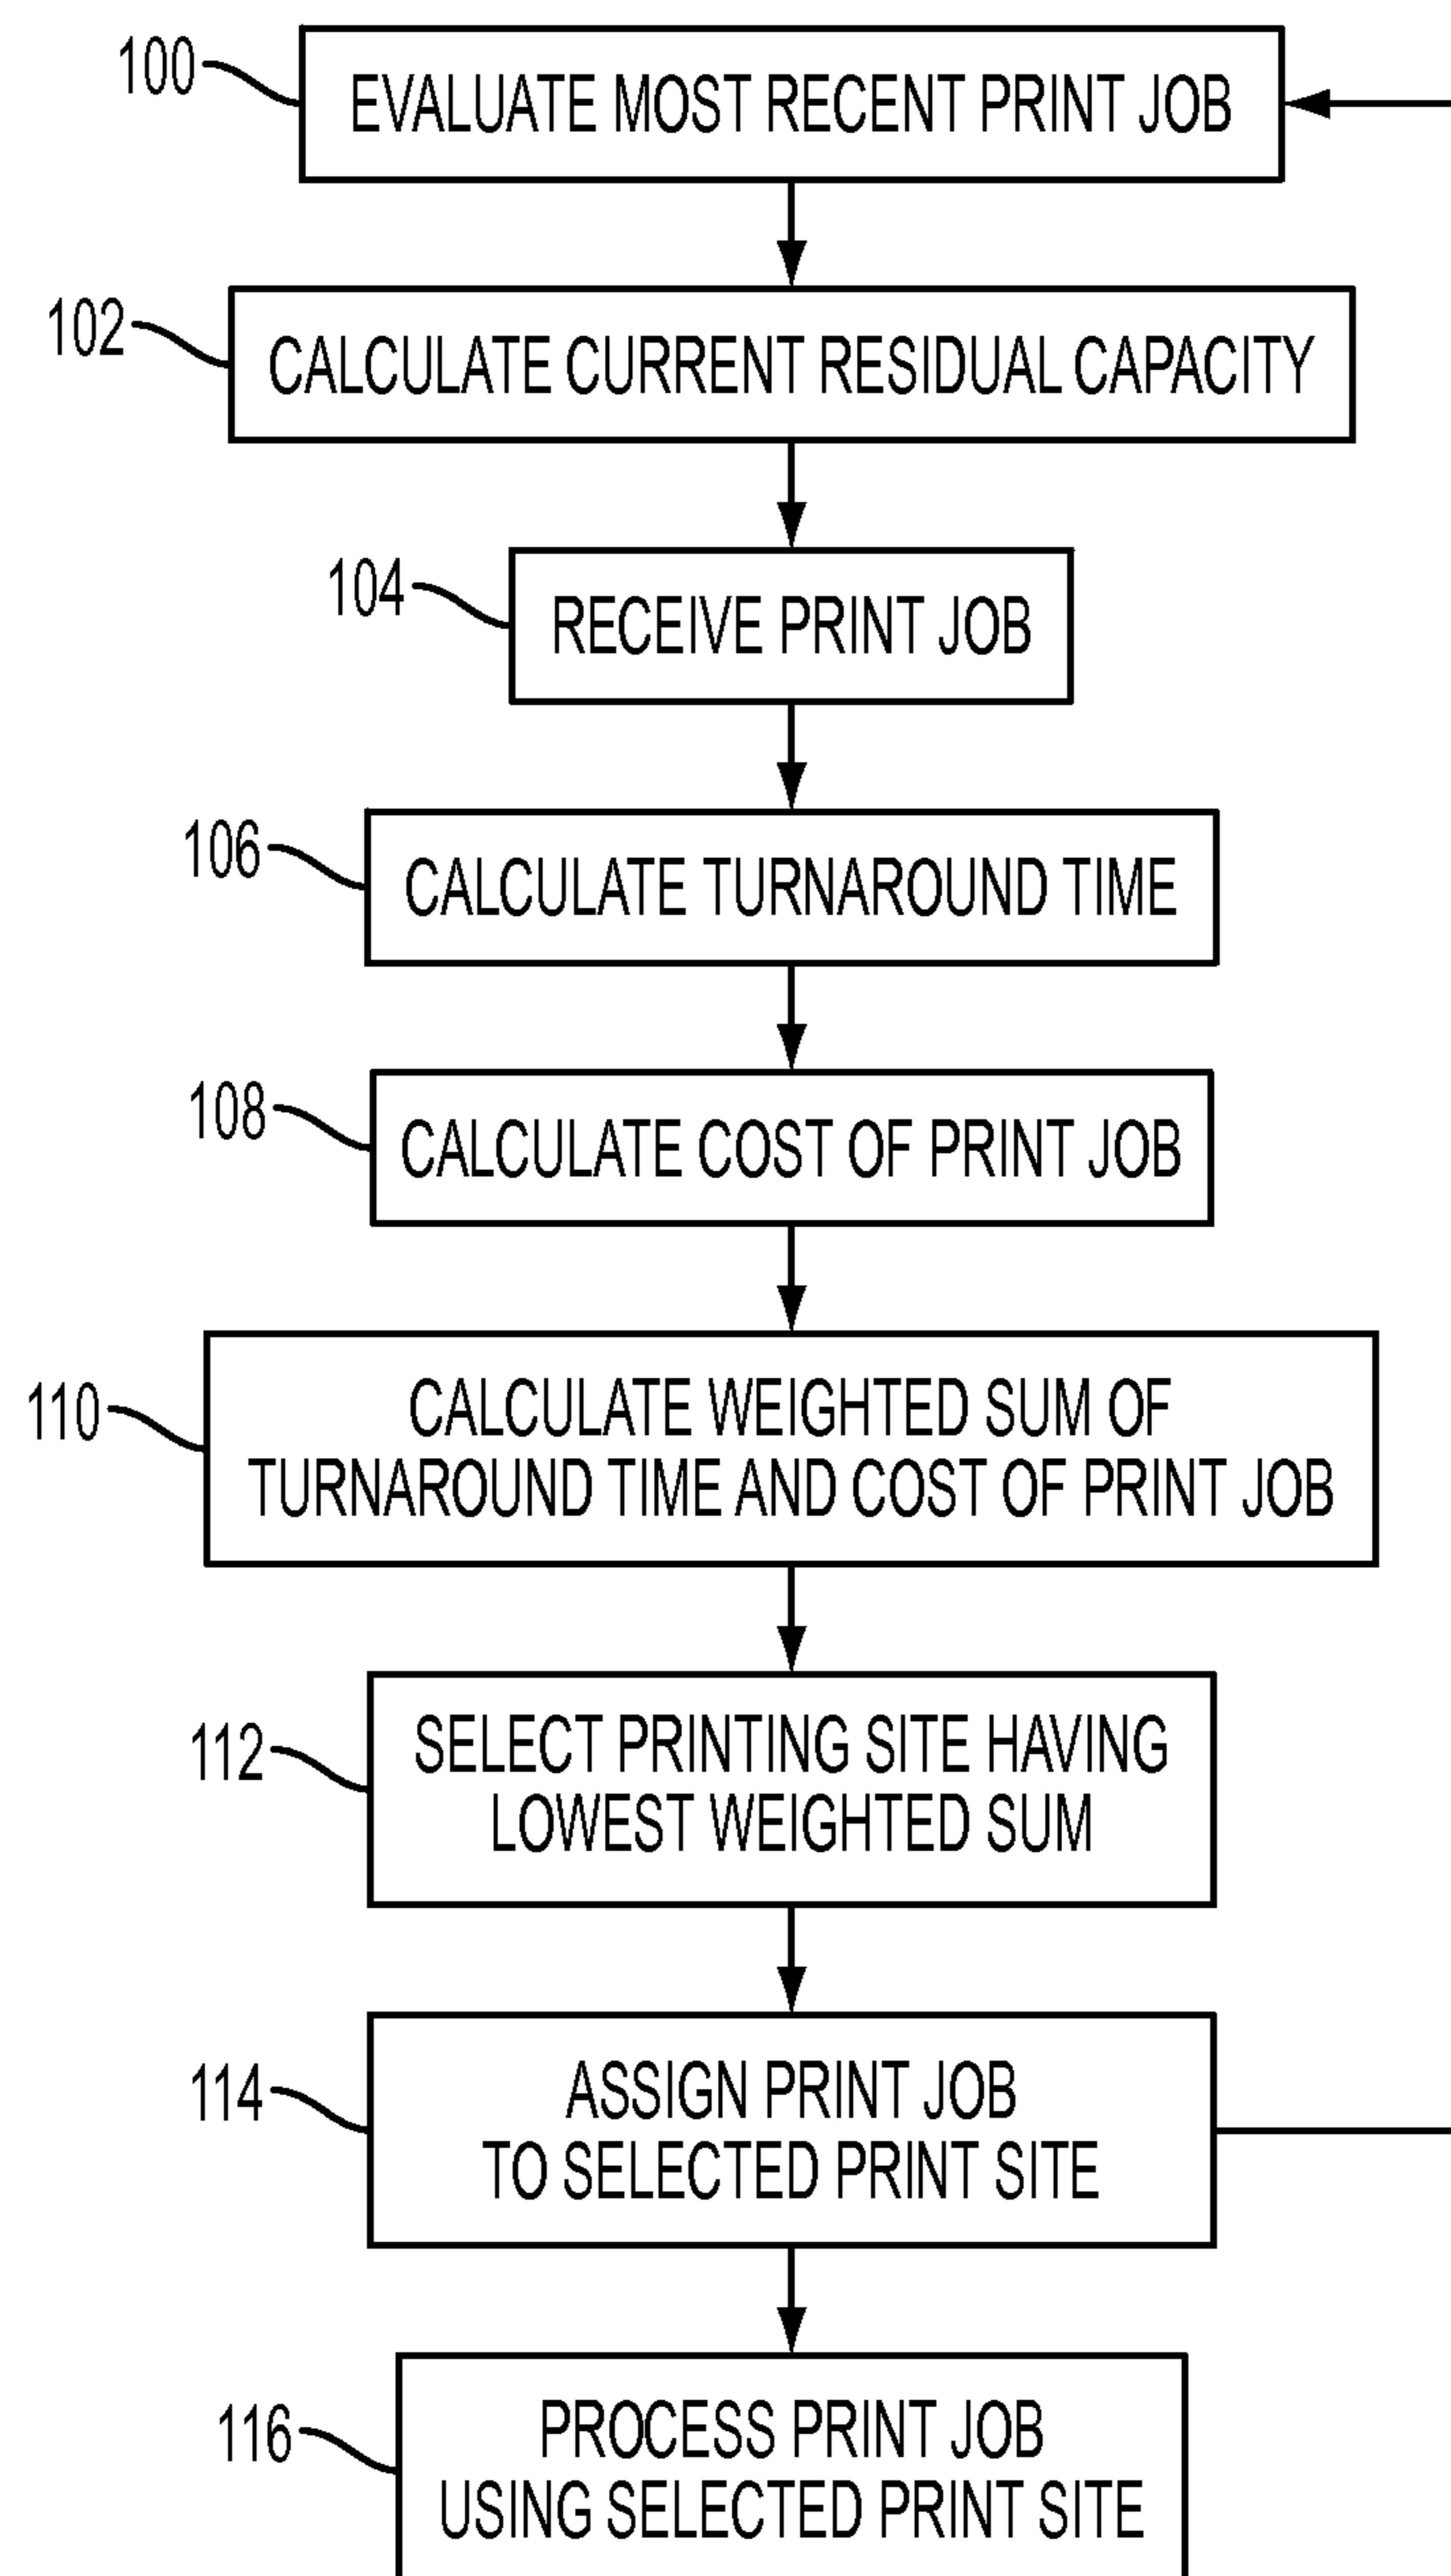 100
EVALUATE MOST RECENT PRINT JOB
102
CALCULATE CURRENT RESIDUAL CAPACITY
104
RECEIVE PRINT JOB
106
CALCULATE TURNAROUND TIME
108
CALCULATE COST OF PRINT JOB
110
CALCULATE WEIGHTED SUM OF
TURNAROUND TIME AND COST OF PRINT JOB
112
SELECT PRINTING SITE HAVING
LOWEST WEIGHTED SUM
114
ASSIGN PRINT JOB
TO SELECTED PRINT SITE
116
PROCESS PRINT JOB
USING SELECTED PRINT SITE